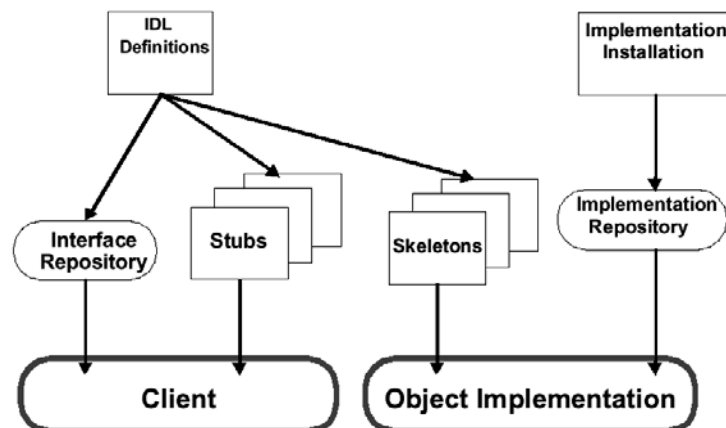 IDL
Definitions
Implementation
Installation
Interface
Repository
Stubs
Skeletons
Implementation
Repository
Client
Object Implementation